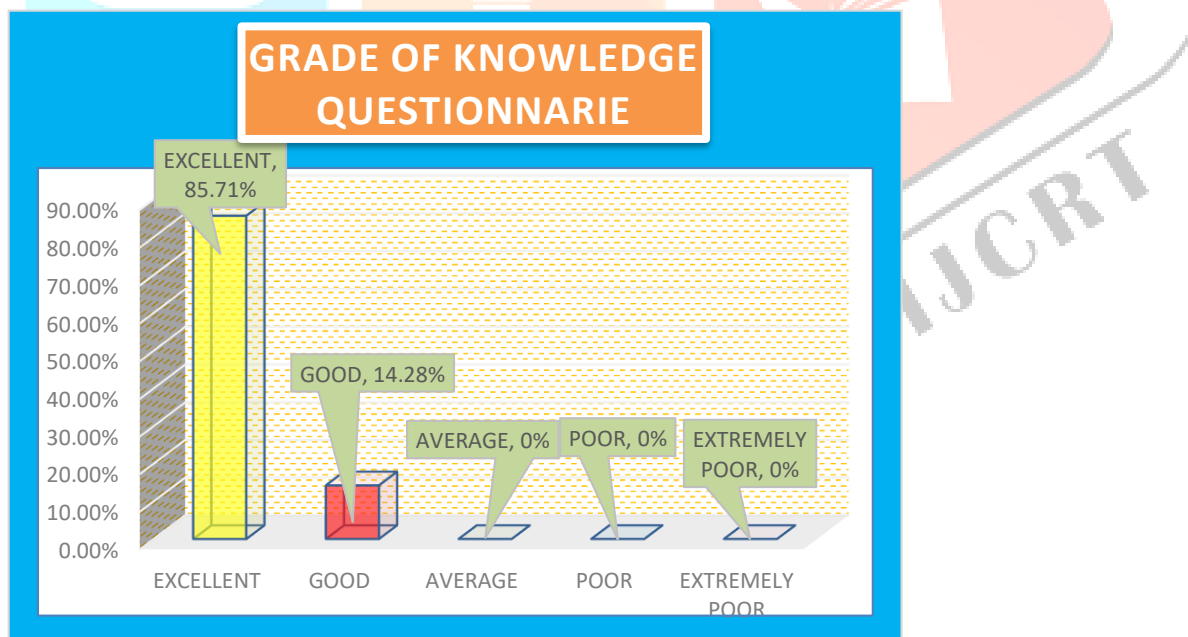 GRADE OF KNOWLEDGE
QUESTIONNARIE
EXCELLENT,
85.71%
90.00%
80.00%
70.00%
60.00%
50.00%
40.00%
30.00%
20.00%
10.00%
0.00%
GOOD, 14.28%
AVERAGE, 0%
POOR, 0%
EXTREMELY
POOR, 0%
EXCELLENT
GOOD
AVERAGE
POOR
EXTREMELY
POOR
IJCRT